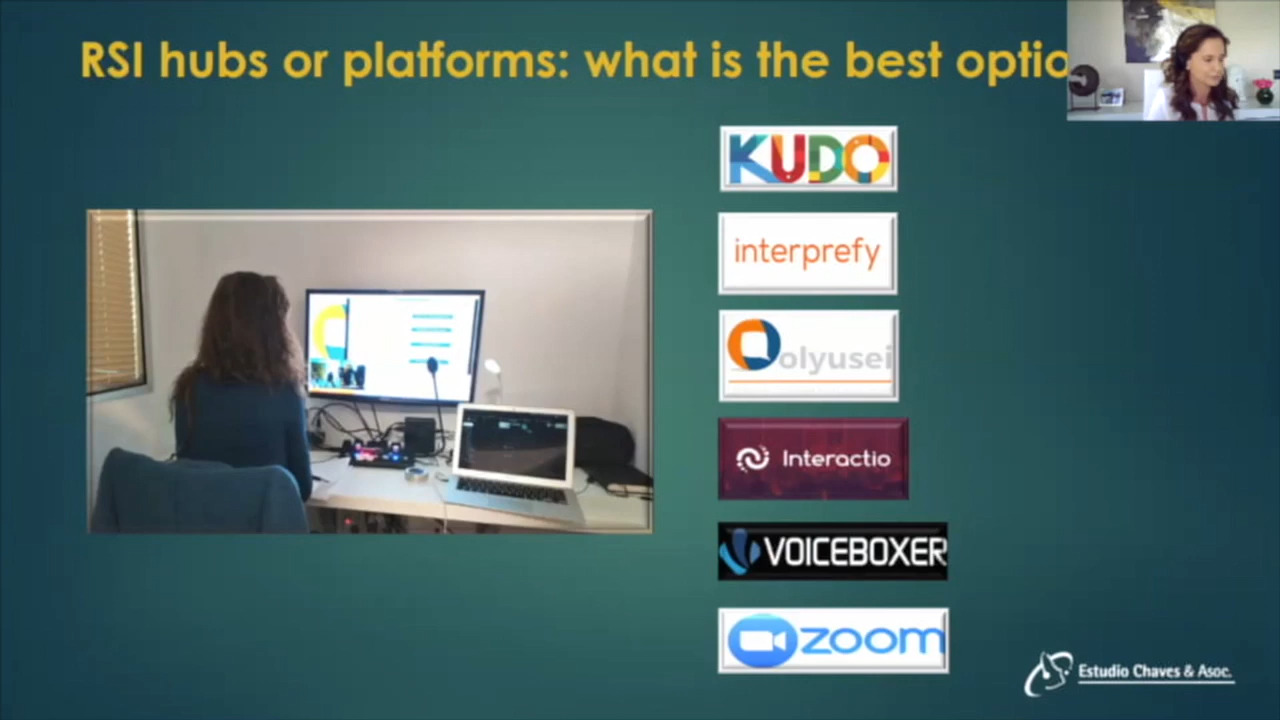 RSI hubs or platforms: what is the best optio
KUDO
interprefy
olyusei
Interactio
VOICEBOXER
zoom
Estudio Chaves & Asoc.